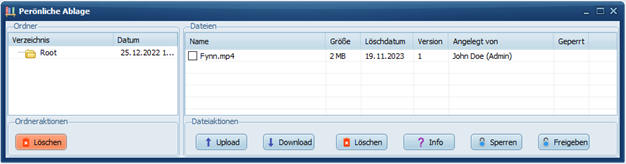 Perönliche Ablage
Ordner
Verzeichnis Datum
Root 25.12.2022 1...
Ordneraktionen
Löschen
Dateien
Name Größe Löschdatum Version Angelegt von Geperrt
Fynn.mp4 2 MB 19.11.2023 1 John Doe (Admin)
Dateiaktionen
Upload Download Löschen Info Sperren Freigeben